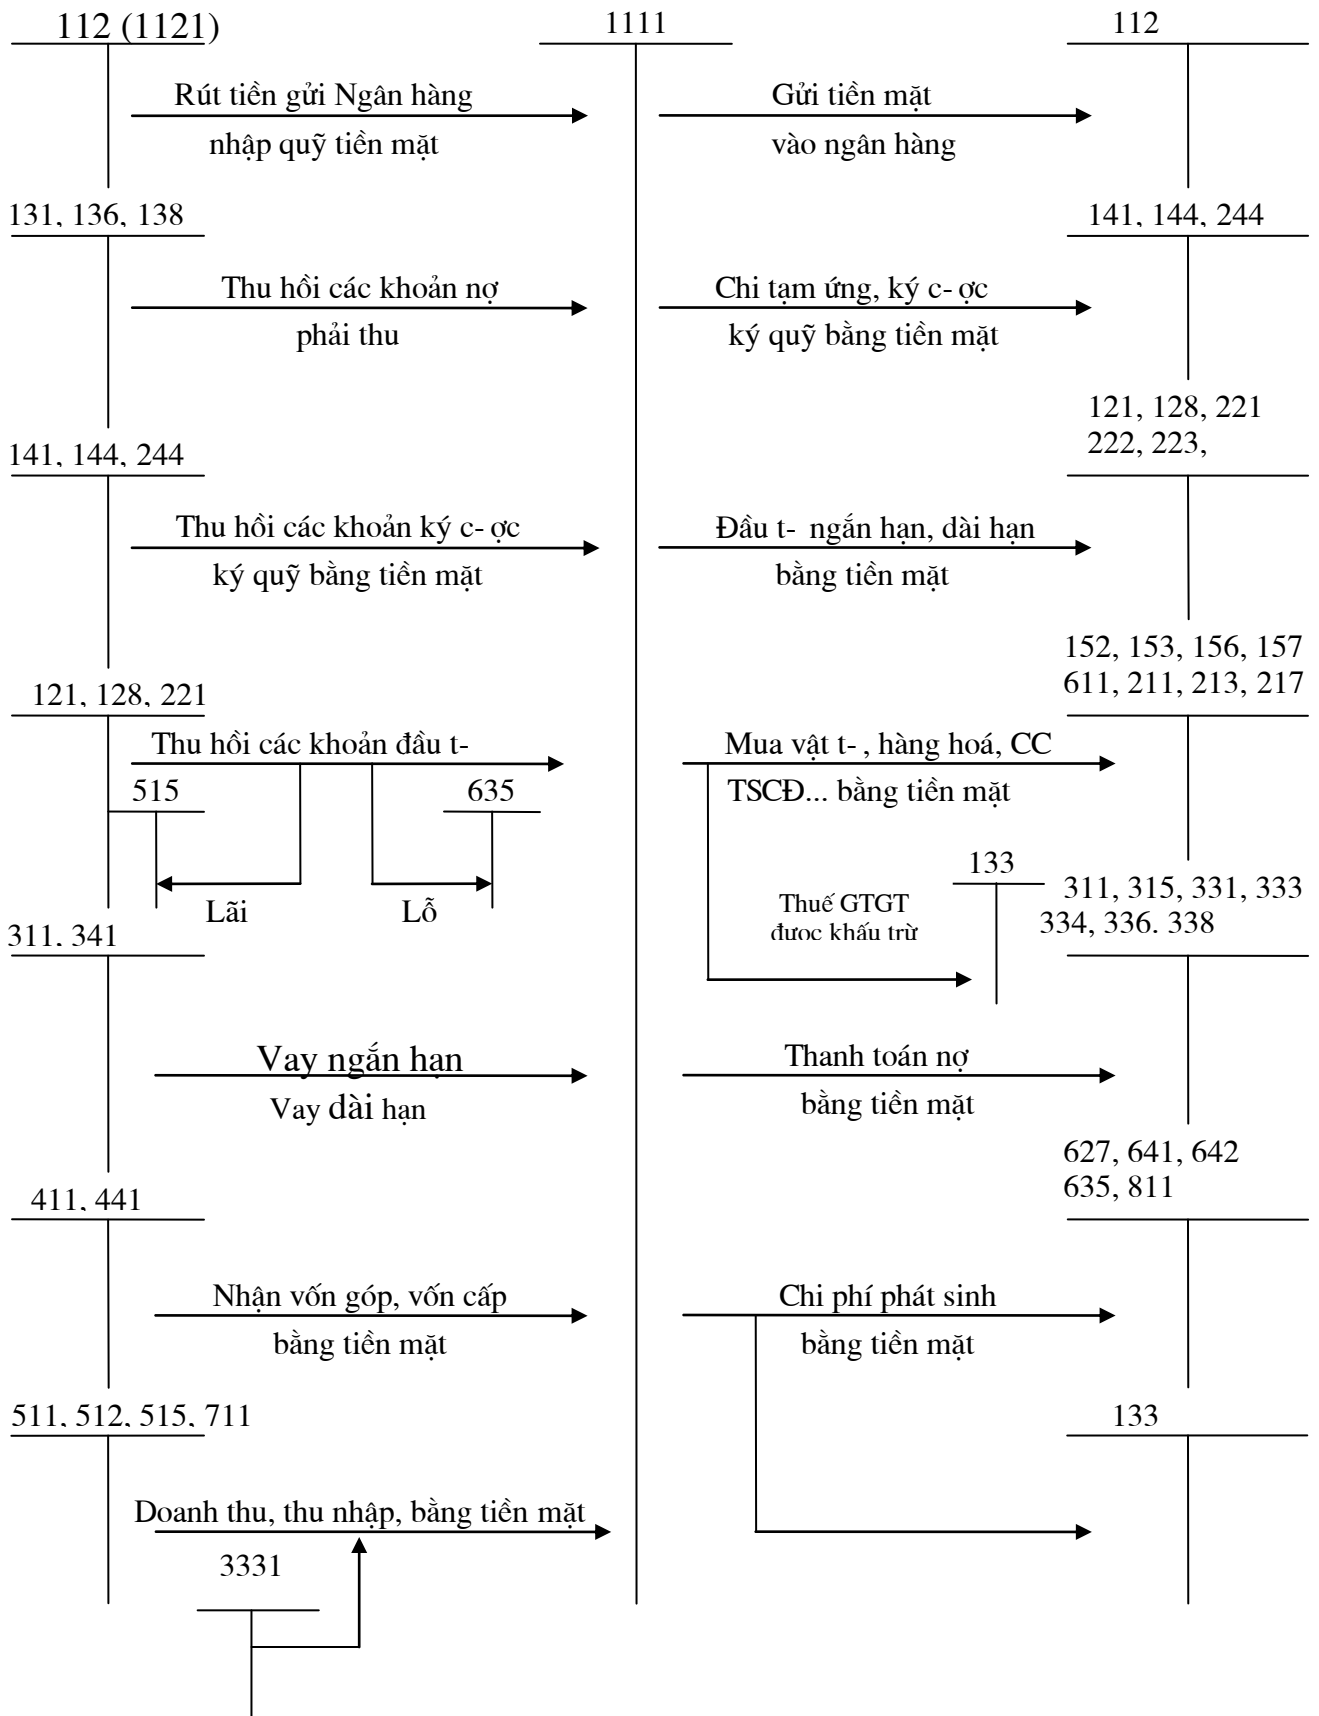 112 (1121)
1111
112
Rút tiền gửi Ngân hàng
nhập quỹ tiền mặt
Gửi tiền mặt
vào ngân hàng
131, 136, 138
141, 144, 244
Thu hồi các khoản nợ
phải thu
Chi tạm ứng, ký c- ợc
ký quỹ bằng tiền mặt
121, 128, 221
222, 223,
141, 144, 244
Thu hồi các khoản ký c- ợc
ký quỹ bằng tiền mặt
Đầu t- ngắn hạn, dài hạn
bằng tiền mặt
152, 153, 156, 157
611, 211, 213, 217
121, 128, 221
Thu hồi các khoản đầu t-
515
635
Lãi
Lỗ
Mua vật t- , hàng hoá, CC
TSCĐ... bằng tiền mặt
133
Thuế GTGT
được khấu trừ
311, 315, 331, 333
334, 336. 338
311, 341
Vay ngắn hạn
Vay dài hạn
Thanh toán nợ
bằng tiền mặt
627, 641, 642
635, 811
411, 441
Nhận vốn góp, vốn cấp
bằng tiền mặt
Chi phí phát sinh
bằng tiền mặt
511, 512, 515, 711
133
Doanh thu, thu nhập, bằng tiền mặt
3331